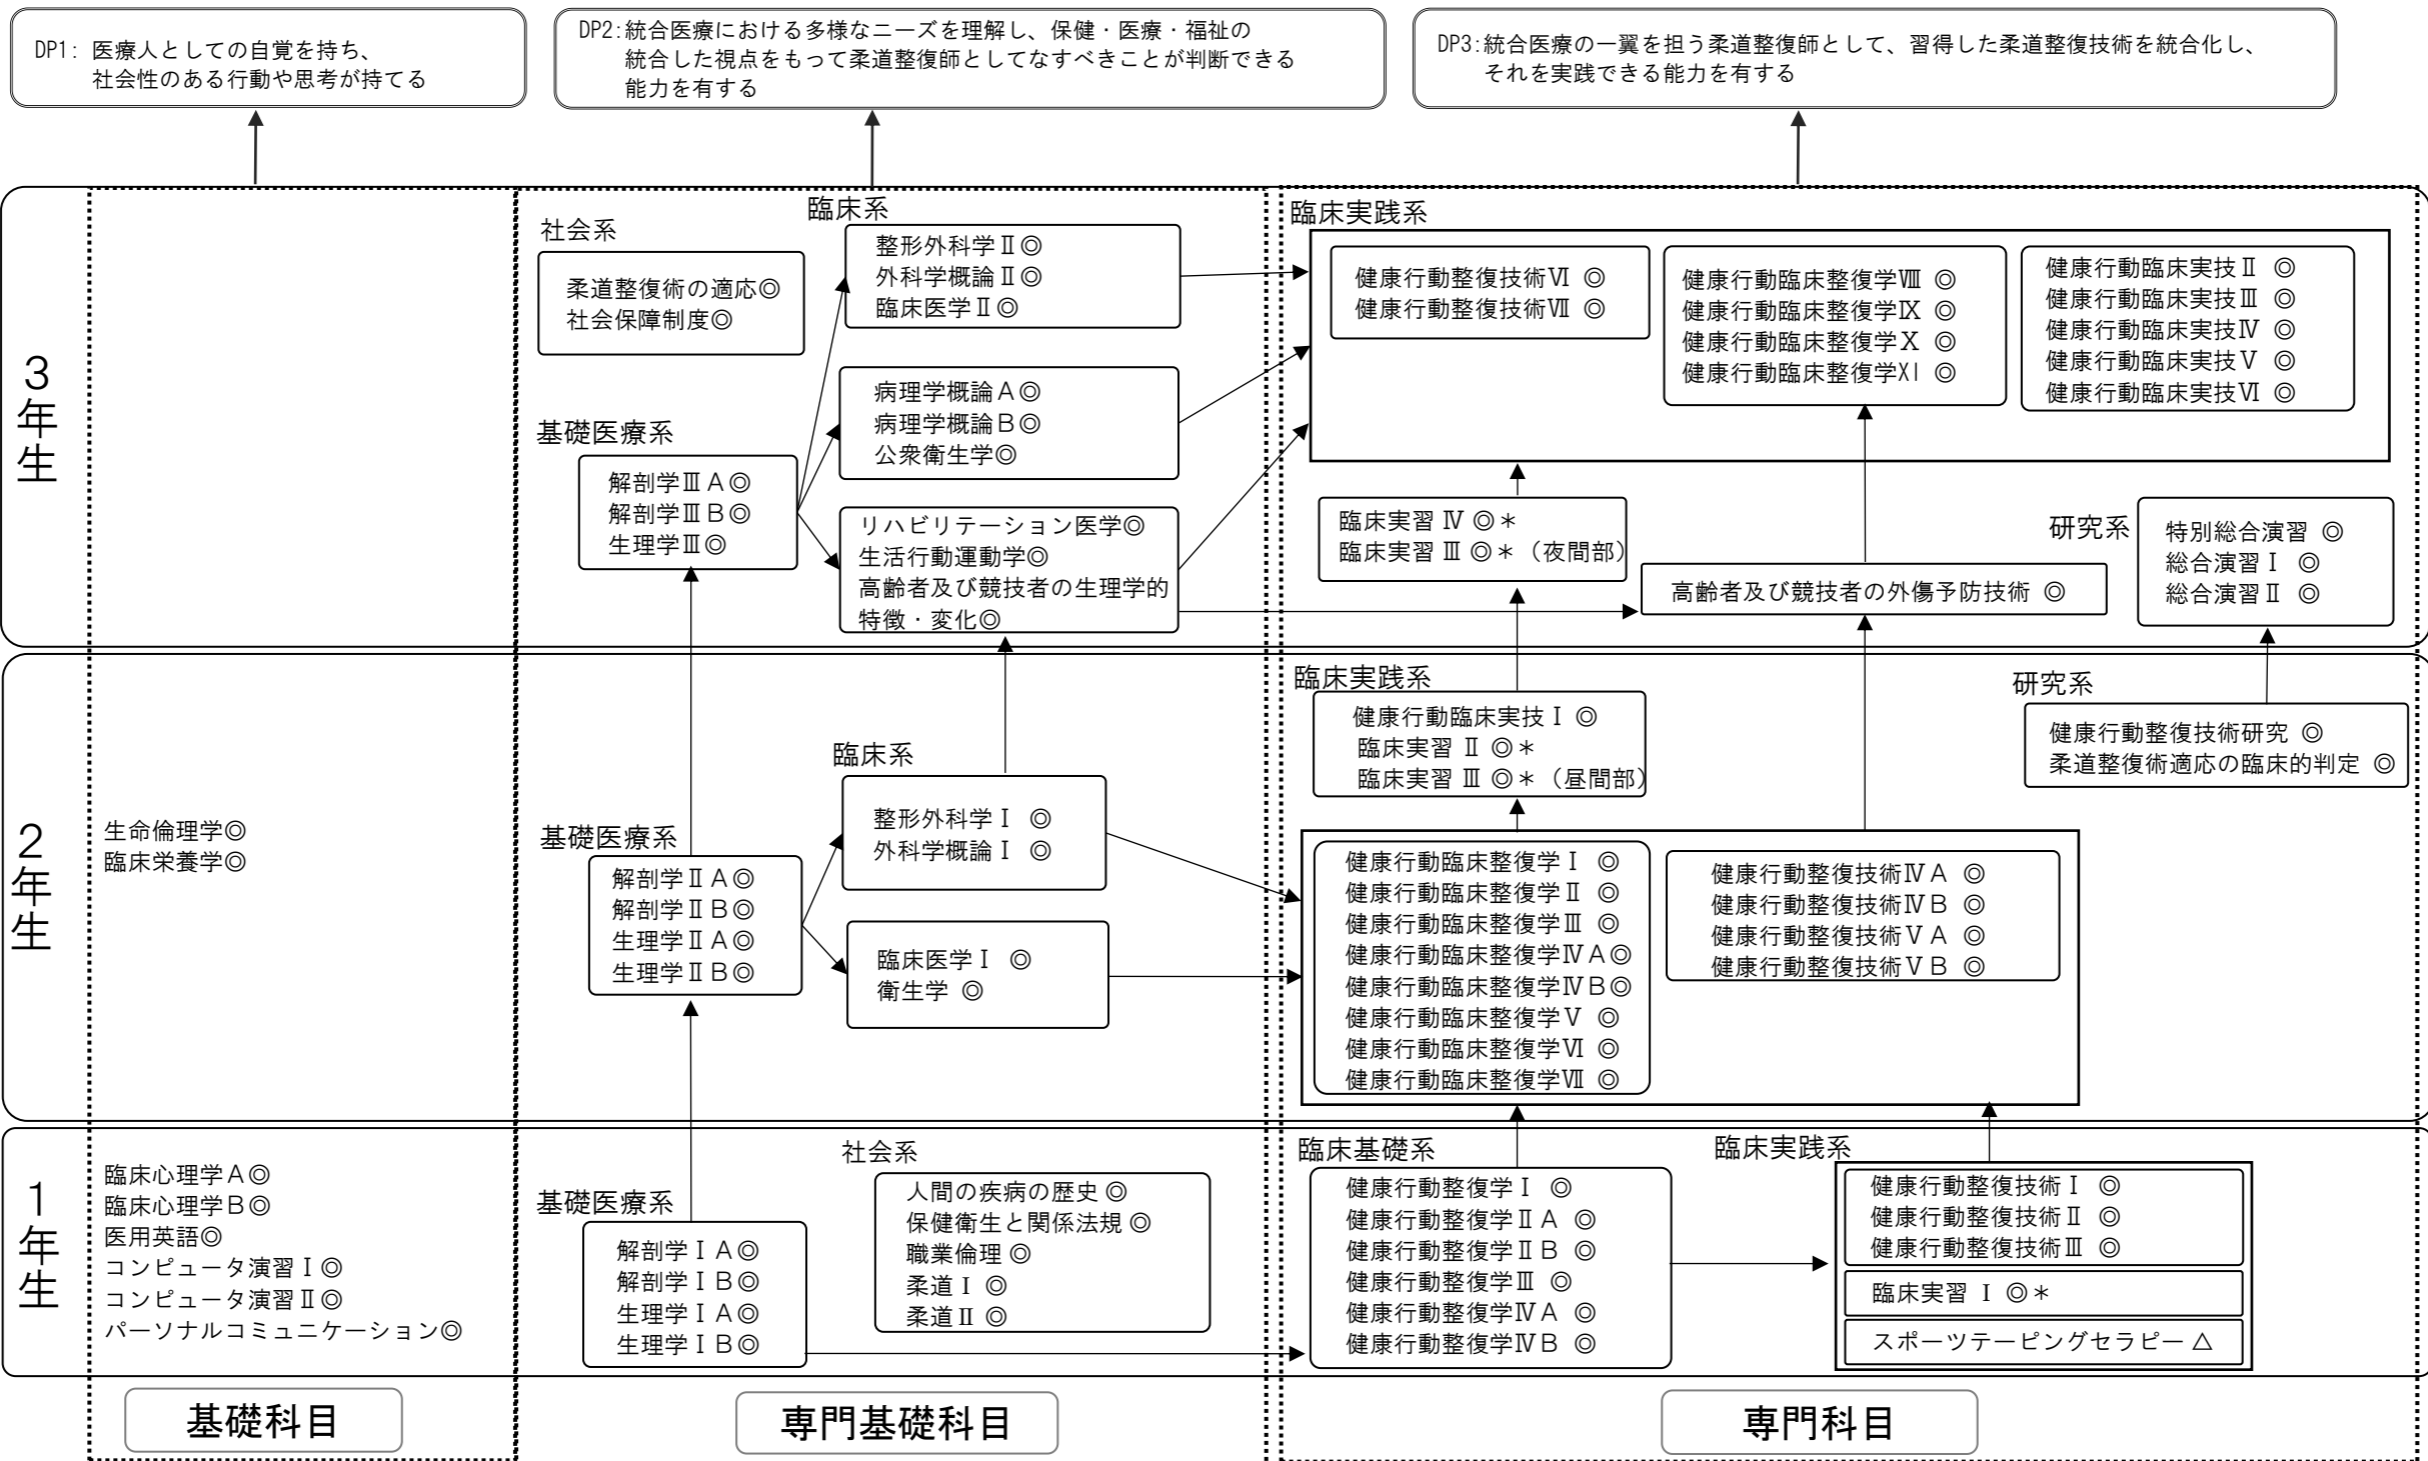 DP1: 医療人としての自覚を持ち、
社会性のある行動や思考が持てる
DP2:統合医療における多様なニーズを理解し、保健・医療・福祉の
統合した視点をもって柔道整復師としてなすべきことが判断できる
能力を有する
DP3:統合医療の一翼を担う柔道整復師として、習得した柔道整復技術を統合化し、
それを実践できる能力を有する
3年生
社会系
柔道整復術の適応◎
社会保障制度◎
基礎医療系
解剖学ⅢA◎
解剖学ⅢB◎
生理学Ⅲ◎
臨床系
整形外科学Ⅱ◎
外科学概論Ⅱ◎
臨床医学Ⅱ◎
病理学概論A◎
病理学概論B◎
公衆衛生学◎
リハビリテーション医学◎
生活行動運動学◎
高齢者及び競技者の生理学的
特徴・変化◎
臨床実践系
健康行動整復技術Ⅵ ◎
健康行動整復技術Ⅶ ◎
健康行動臨床整復学Ⅷ ◎
健康行動臨床整復学Ⅸ ◎
健康行動臨床整復学Ⅹ ◎
健康行動臨床整復学XI ◎
健康行動臨床実技Ⅱ ◎
健康行動臨床実技Ⅲ ◎
健康行動臨床実技Ⅳ ◎
健康行動臨床実技Ⅴ ◎
健康行動臨床実技Ⅵ ◎
臨床実習 Ⅳ ◎＊
臨床実習 Ⅲ ◎＊（夜間部）
高齢者及び競技者の外傷予防技術 ◎
研究系
特別総合演習 ◎
総合演習Ⅰ ◎
総合演習Ⅱ ◎
2年生
生命倫理学◎
臨床栄養学◎
基礎医療系
解剖学ⅡA◎
解剖学ⅡB◎
生理学ⅡA◎
生理学ⅡB◎
臨床系
整形外科学Ⅰ ◎
外科学概論Ⅰ ◎
臨床医学Ⅰ ◎
衛生学 ◎
臨床実践系
健康行動臨床実技Ⅰ ◎
臨床実習 Ⅱ ◎＊
臨床実習 Ⅲ ◎＊（昼間部）
健康行動臨床整復学Ⅰ ◎
健康行動臨床整復学Ⅱ ◎
健康行動臨床整復学Ⅲ ◎
健康行動臨床整復学ⅣA◎
健康行動臨床整復学ⅣB◎
健康行動臨床整復学Ⅴ ◎
健康行動臨床整復学Ⅵ ◎
健康行動臨床整復学Ⅶ ◎
健康行動整復技術ⅣA ◎
健康行動整復技術ⅣB ◎
健康行動整復技術ⅤA ◎
健康行動整復技術ⅤB ◎
研究系
健康行動整復技術研究 ◎
柔道整復術適応の臨床的判定 ◎
1年生
臨床心理学A◎
臨床心理学B◎
医用英語◎
コンピュータ演習Ⅰ◎
コンピュータ演習Ⅱ◎
パーソナルコミュニケーション◎
基礎医療系
解剖学ⅠA◎
解剖学ⅠB◎
生理学ⅠA◎
生理学ⅠB◎
社会系
人間の疾病の歴史 ◎
保健衛生と関係法規 ◎
職業倫理 ◎
柔道Ⅰ ◎
柔道Ⅱ ◎
臨床基礎系
健康行動整復学Ⅰ ◎
健康行動整復学ⅡA ◎
健康行動整復学ⅡB ◎
健康行動整復学Ⅲ ◎
健康行動整復学ⅣA ◎
健康行動整復学ⅣB ◎
臨床実践系
健康行動整復技術Ⅰ ◎
健康行動整復技術Ⅱ ◎
健康行動整復技術Ⅲ ◎
臨床実習 Ⅰ ◎＊
スポーツテーピングセラピー △
基礎科目
専門基礎科目
専門科目